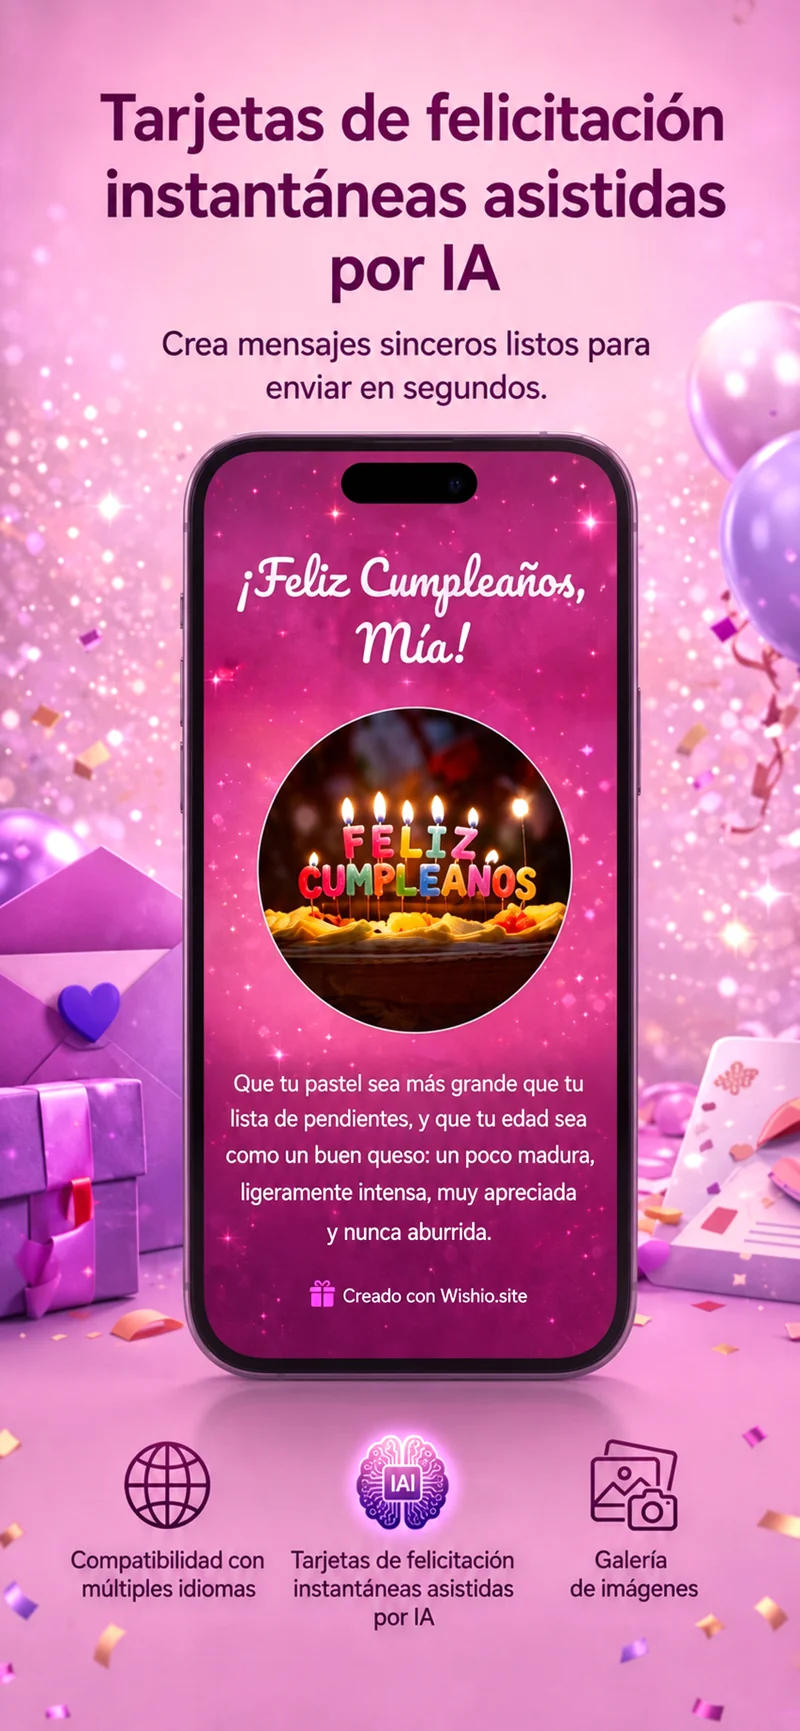 Tarjetas de felicitación
instantáneas asistidas
por IA
Crea mensajes sinceros listos para
enviar en segundos.
¡Feliz Cumpleaños,
Mía!
FELIZ
CUMPLEAÑOS
Que tu pastel sea más grande que tu
lista de pendientes, y que tu edad sea
como un buen queso: un poco madura,
ligeramente intensa, muy apreciada
y nunca aburrida.
Creado con Wishio.site
IAI
Compatibilidad con
múltiples idiomas
Tarjetas de felicitación
instantáneas asistidas
por IA
Galería
de imágenes